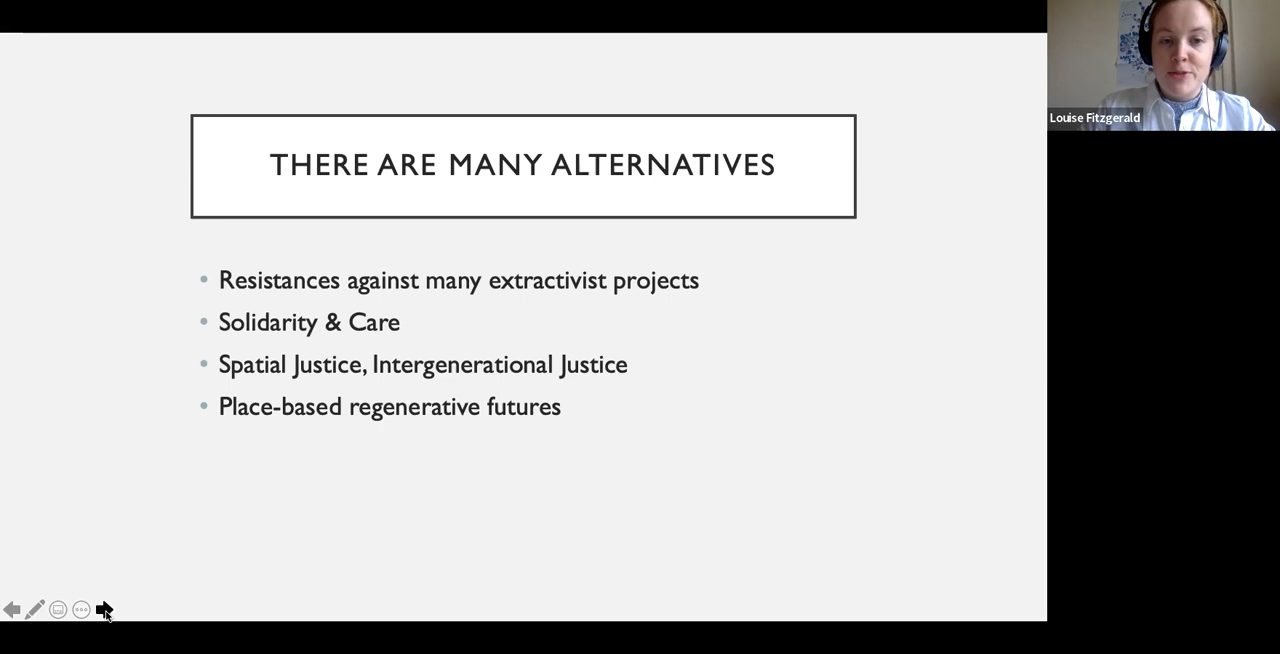 THERE ARE MANY ALTERNATIVES
Resistances against many extractivist projects
Solidarity & Care
Spatial Justice, Intergenerational Justice
Place-based regenerative futures
Louise Fitzgerald